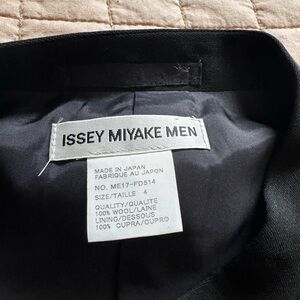 ISSEY MIYAKE MEN
MADE IN JAPAN
FABRIQUE AU JAPON
NO. ME17-FD514
SIZE/TAILLE 4
QUALITY/QUALITE
100% WOOL/LAINE
LINING/DESSOUS
100% CUPRA/CUPRO